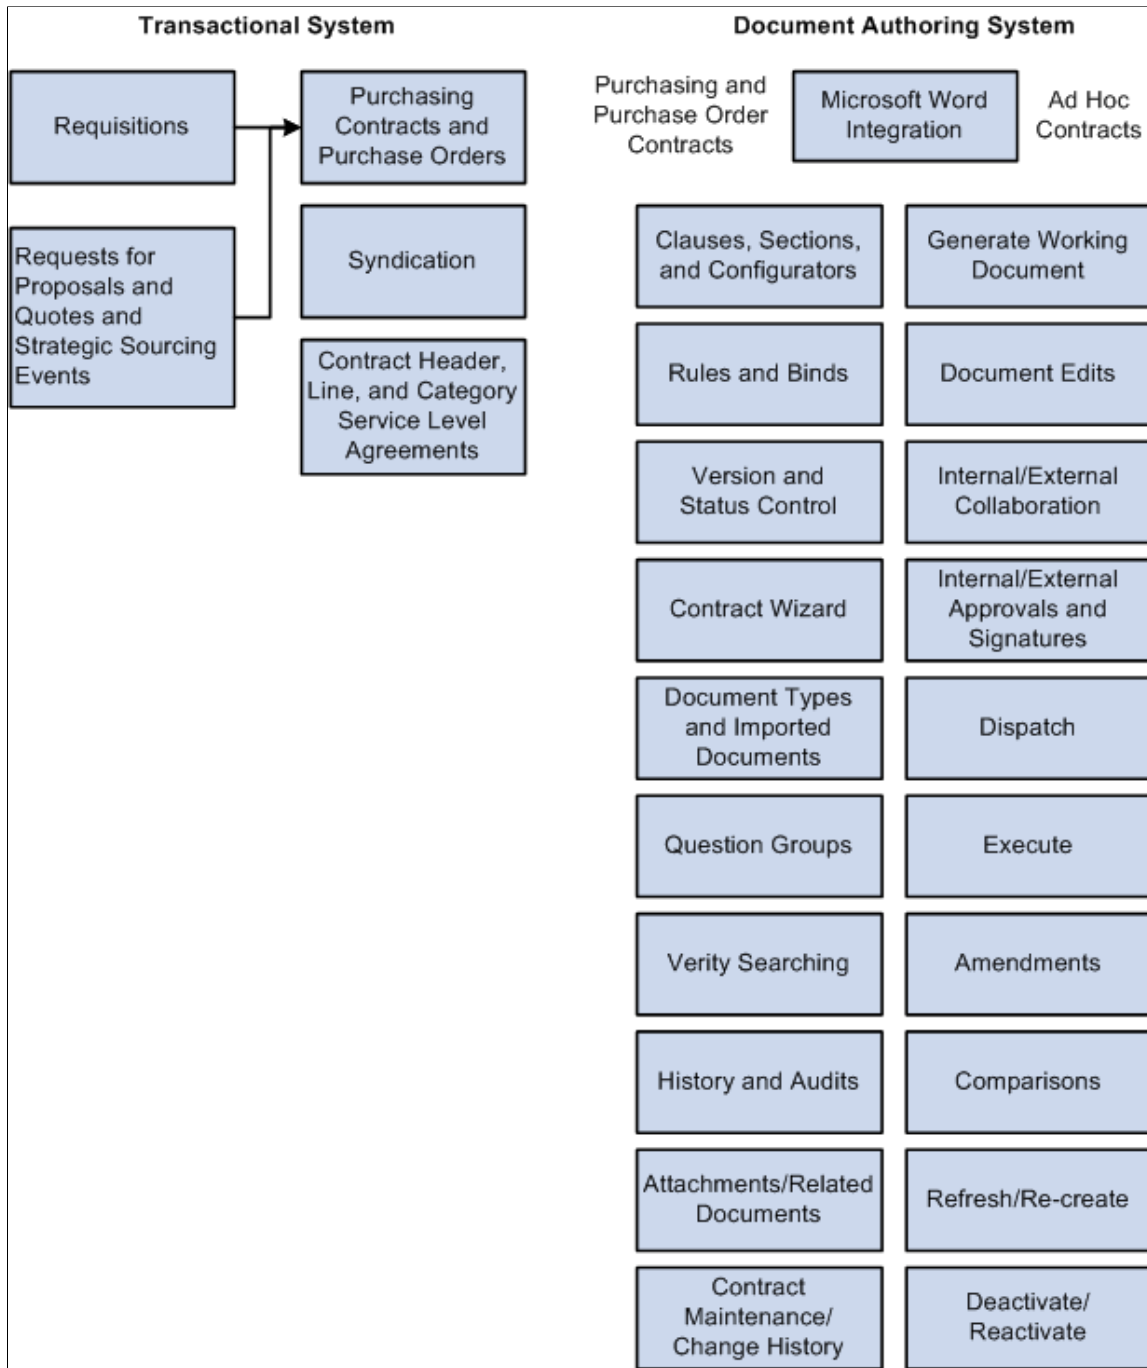 Transactional System
Requisitions
Purchasing
Contracts and
Purchase Orders
Requests for
Proposals and
Quotes and
Strategic Sourcing
Events
Syndication
Contract Header,
Line, and Category
Service Level
Agreements
Document Authoring System
Purchasing and
Purchase Order
Contracts
Microsoft Word
Integration
Ad Hoc
Contracts
Clauses, Sections,
and Configurators
Generate Working
Document
Rules and Binds
Document Edits
Version and
Status Control
Internal/External
Collaboration
Contract Wizard
Internal/External
Approvals and
Signatures
Document Types
and Imported
Documents
Dispatch
Question Groups
Execute
Verity Searching
Amendments
History and Audits
Comparisons
Attachments/Related
Documents
Refresh/Re-create
Contract
Maintenance/
Change History
Deactivate/
Reactivate